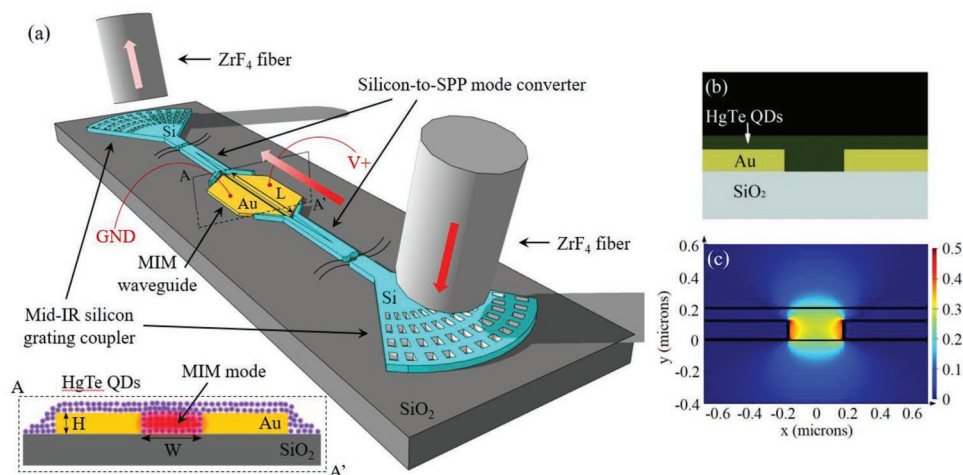 (a)
ZrF4 fiber
Silicon-to-SPP mode converter
Si
V+
A
L
Au
A'
GND
MIM
waveguide
ZrF4 fiber
Mid-IR silicon
grating coupler
Si
SiO2
A
HgTe QDs
MIM mode
H
W
Au
SiO2
A'
(b)
HgTe QDs
Au
SiO2
(c)
y (microns)
0.6
0.4
0.2
0
-0.2
-0.4
-0.6 -0.4 -0.2 0 0.2 0.4 0.6
x (microns)
0.5
0.4
0.3
0.2
0.1
0